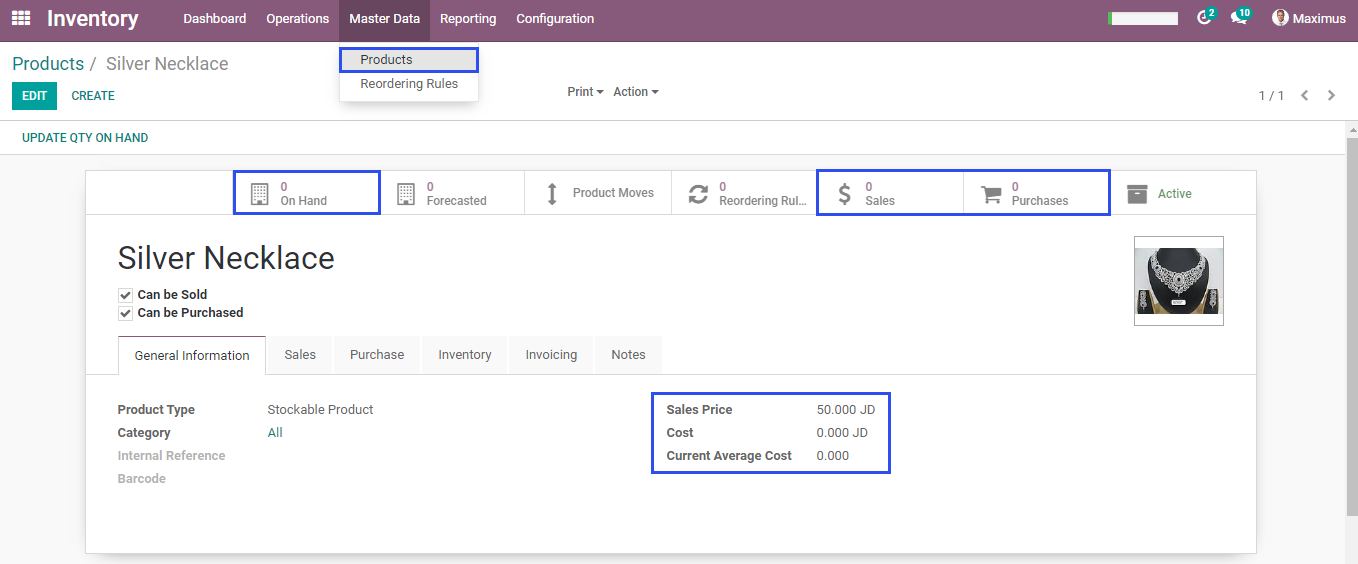 Inventory Dashboard Operations Master Data Reporting Configuration 2 10 Maximus
Products / Silver Necklace
Products
Reordering Rules
EDIT CREATE Print Action 1 / 1
UPDATE QTY ON HAND
0 On Hand
0 Forecasted
Product Moves
0 Reordering Rul...
0 Sales
0 Purchases
Active
Silver Necklace
Can be Sold
Can be Purchased
General Information Sales Purchase Inventory Invoicing Notes
Product Type Stockable Product
Category All
Internal Reference
Barcode
Sales Price 50.000 JD
Cost 0.000 JD
Current Average Cost 0.000